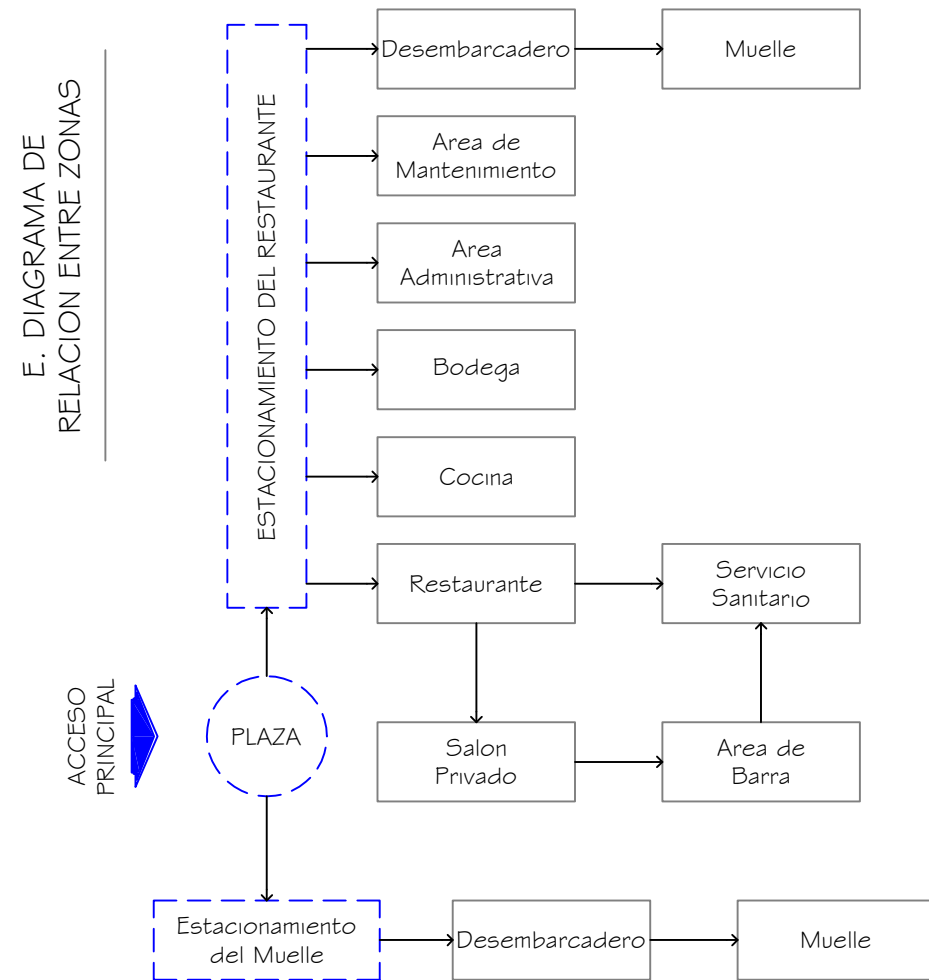 E. DIAGRAMA DE
RELACION ENTRE ZONAS
ESTACIONAMIENTO DEL RESTAURANTE
Desembarcadero
Muelle
Area de
Mantenimiento
Area
Administrativa
Bodega
Cocina
Restaurante
Servicio
Sanitario
ACCESO
PRINCIPAL
PLAZA
Salon
Privado
Area de
Barra
Estacionamiento
del Muelle
Desembarcadero
Muelle